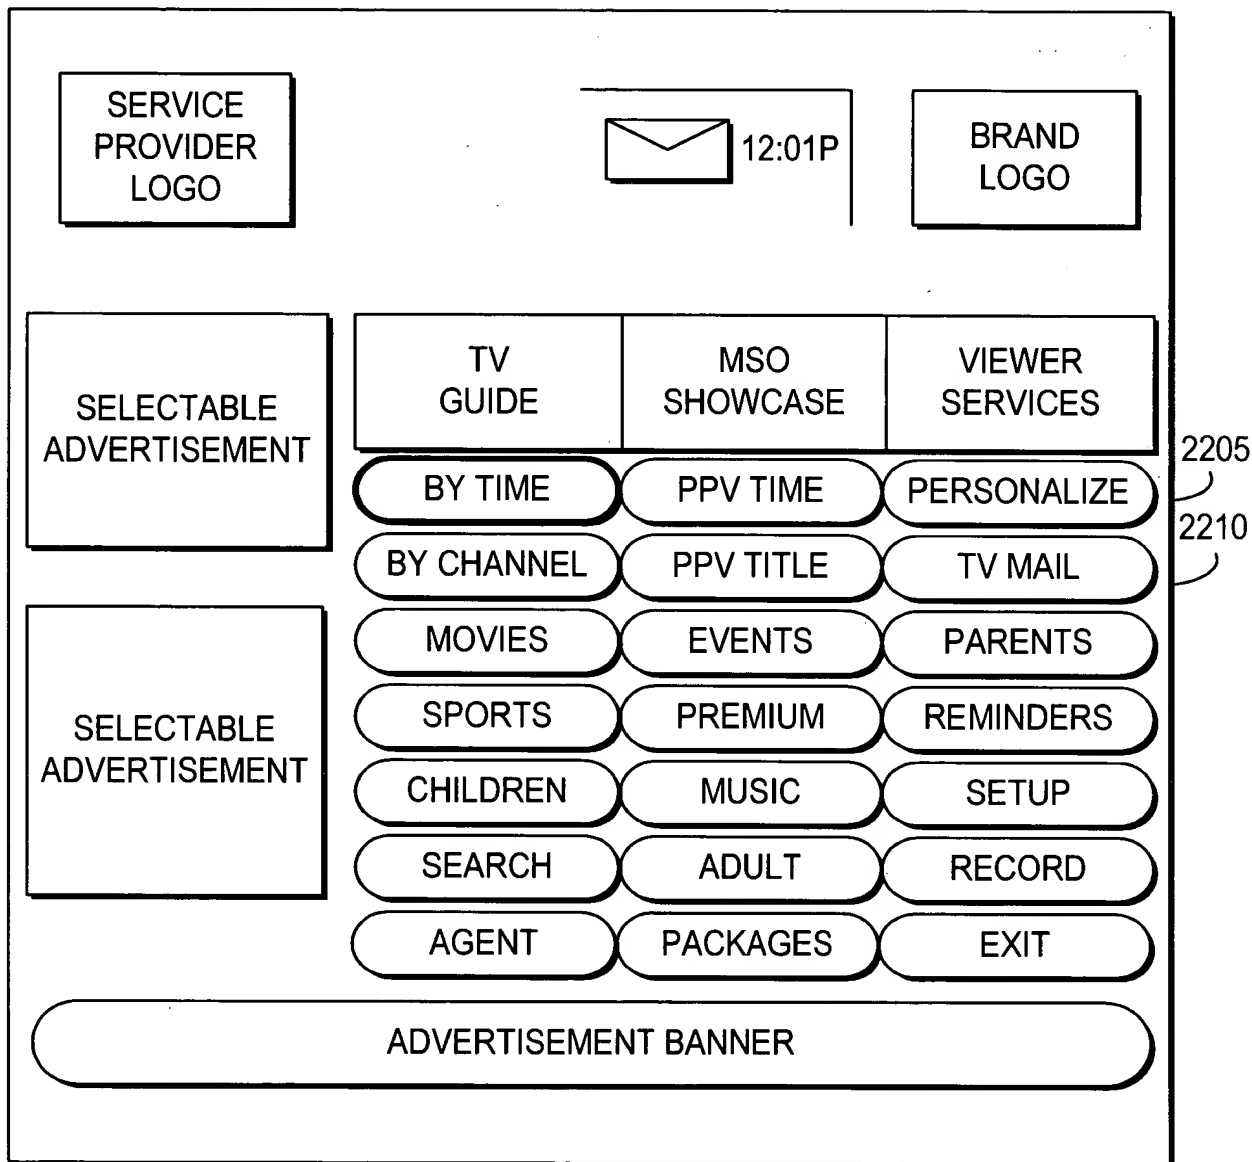 SERVICE
PROVIDER
LOGO
12:01P
BRAND
LOGO
SELECTABLE
ADVERTISEMENT
SELECTABLE
ADVERTISEMENT
TV
GUIDE
MSO
SHOWCASE
VIEWER
SERVICES
BY TIME
PPV TIME
PERSONALIZE
2205
BY CHANNEL
PPV TITLE
TV MAIL
2210
MOVIES
EVENTS
PARENTS
SPORTS
PREMIUM
REMINDERS
CHILDREN
MUSIC
SETUP
SEARCH
ADULT
RECORD
AGENT
PACKAGES
EXIT
ADVERTISEMENT BANNER